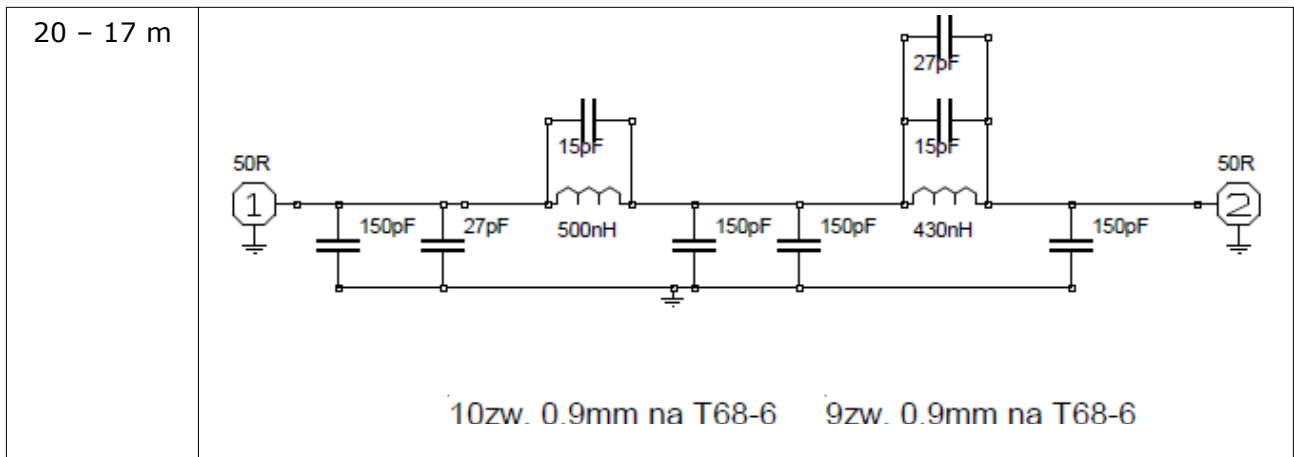 20 – 17 m
27pF
15pF
15pF
50R
50R
1
150pF
27pF
500nH
150pF
150pF
430nH
150pF
2
10zw. 0.9mm na T68-6
9zw. 0.9mm na T68-6